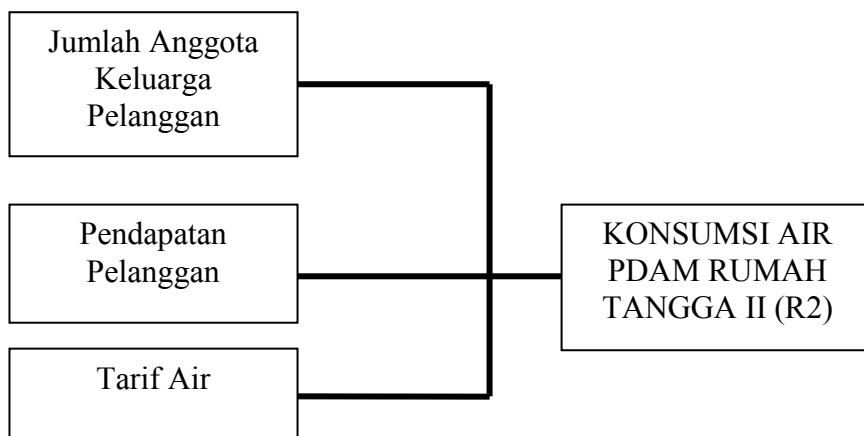 Jumlah Anggota
Keluarga
Pelanggan
Pendapatan
Pelanggan
Tarif Air
KONSUMSI AIR
PDAM RUMAH
TANGGA II (R2)